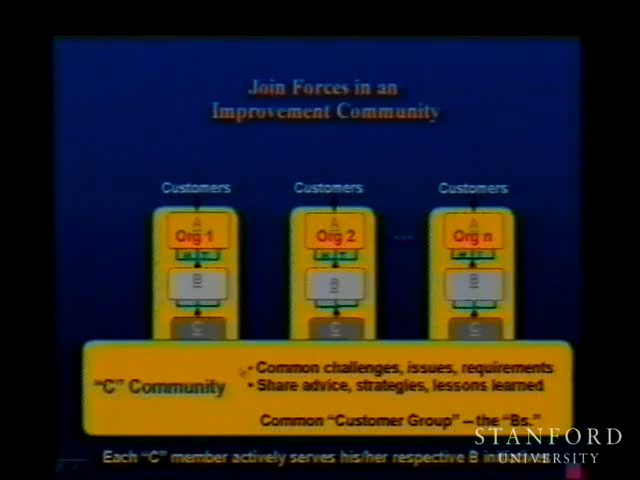 Join Forces in an
Improvement Community
Customers Customers Customers
A A A
Org 1 Org 2 ... Org n
H T H T H T
B B B
C C C
"C" Community
• Common challenges, issues, requirements
• Share advice, strategies, lessons learned
Common "Customer Group" – the "Bs."
STANFORD
UNIVERSITY
Each "C" member actively serves his/her respective B in